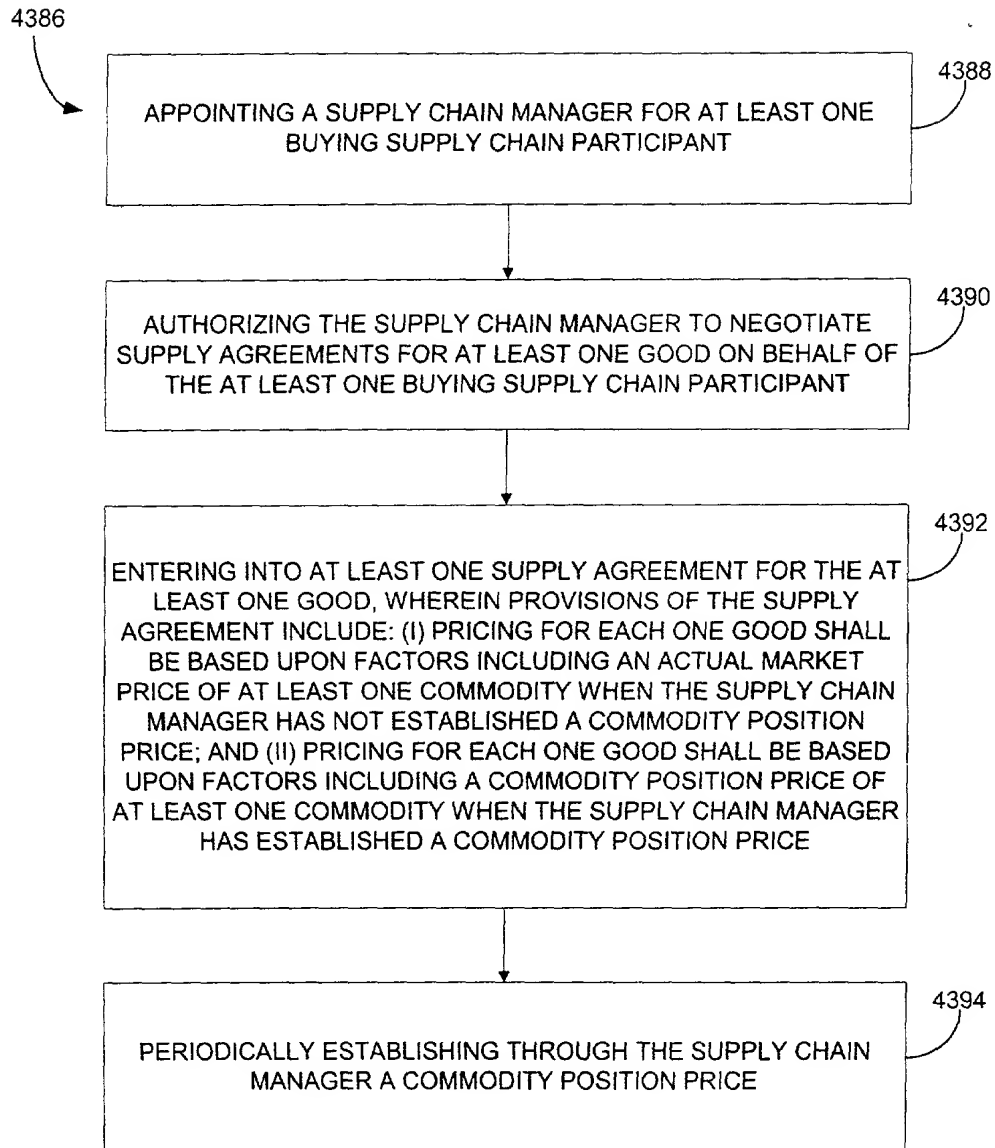 4386
4388
APPOINTING A SUPPLY CHAIN MANAGER FOR AT LEAST ONE
BUYING SUPPLY CHAIN PARTICIPANT
4390
AUTHORIZING THE SUPPLY CHAIN MANAGER TO NEGOTIATE
SUPPLY AGREEMENTS FOR AT LEAST ONE GOOD ON BEHALF OF
THE AT LEAST ONE BUYING SUPPLY CHAIN PARTICIPANT
4392
ENTERING INTO AT LEAST ONE SUPPLY AGREEMENT FOR THE AT
LEAST ONE GOOD, WHEREIN PROVISIONS OF THE SUPPLY
AGREEMENT INCLUDE: (I) PRICING FOR EACH ONE GOOD SHALL
BE BASED UPON FACTORS INCLUDING AN ACTUAL MARKET
PRICE OF AT LEAST ONE COMMODITY WHEN THE SUPPLY CHAIN
MANAGER HAS NOT ESTABLISHED A COMMODITY POSITION
PRICE; AND (II) PRICING FOR EACH ONE GOOD SHALL BE BASED
UPON FACTORS INCLUDING A COMMODITY POSITION PRICE OF
AT LEAST ONE COMMODITY WHEN THE SUPPLY CHAIN MANAGER
HAS ESTABLISHED A COMMODITY POSITION PRICE
4394
PERIODICALLY ESTABLISHING THROUGH THE SUPPLY CHAIN
MANAGER A COMMODITY POSITION PRICE